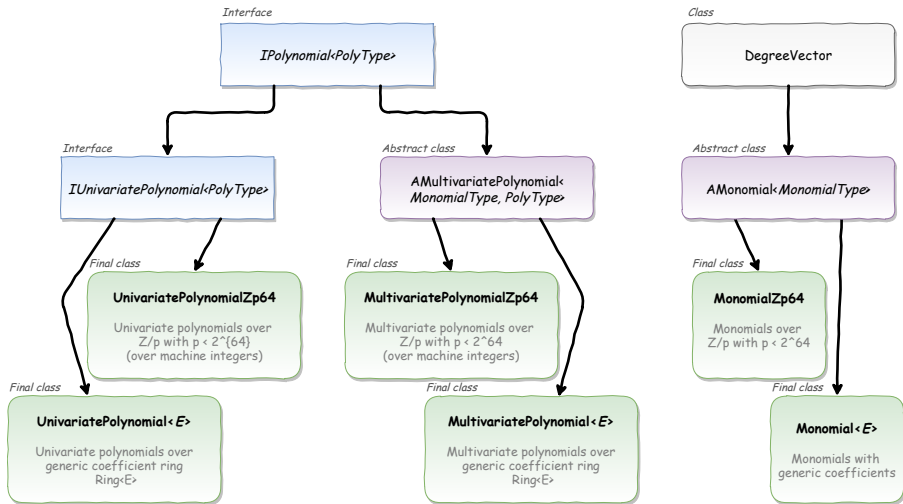 Interface
IPolynomial<PolyType>
Class
DegreeVector
Interface
IUnivariatePolynomial<PolyType>
Abstract class
AMultivariatePolynomial<
MonomialType, PolyType>
Abstract class
AMonomial<MonomialType>
Final class
UnivariatePolynomialZp64
Univariate polynomials over
Z/p with p < 2^{64}
(over machine integers)
Final class
MultivariatePolynomialZp64
Multivariate polynomials over
Z/p with p < 2^64
(over machine integers)
Final class
MonomialZp64
Monomials over
Z/p with p < 2^64
Final class
UnivariatePolynomial<E>
Univariate polynomials over
generic coefficient ring
Ring<E>
Final class
MultivariatePolynomial<E>
Multivariate polynomials over
generic coefficient ring
Ring<E>
Final class
Monomial<E>
Monomials with
generic coefficients